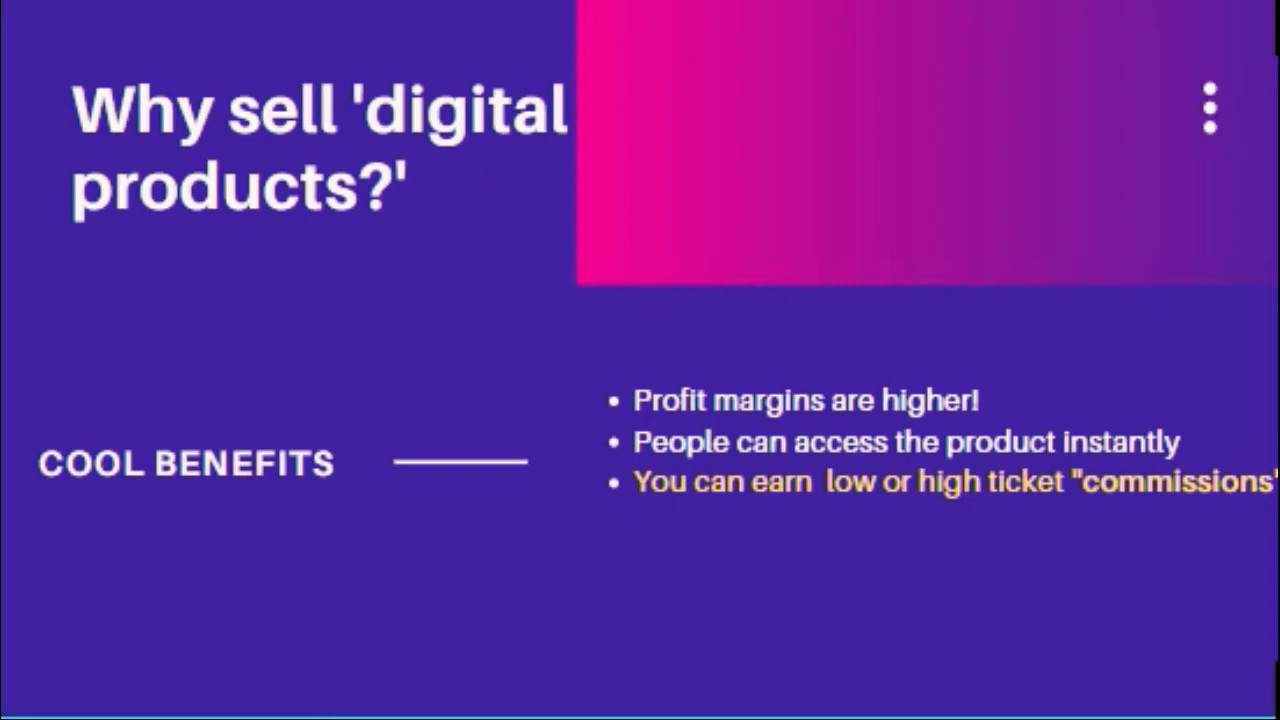 Why sell 'digital
products?'
COOL BENEFITS
• Profit margins are higher!
• People can access the product instantly
• You can earn  low or high ticket "commissions"